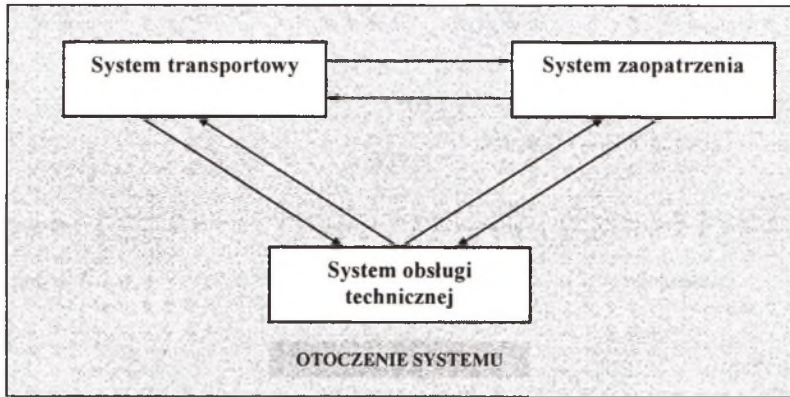 System transportowy
System zaopatrzenia
System obsługi
technicznej
OTOCZENIE SYSTEMU